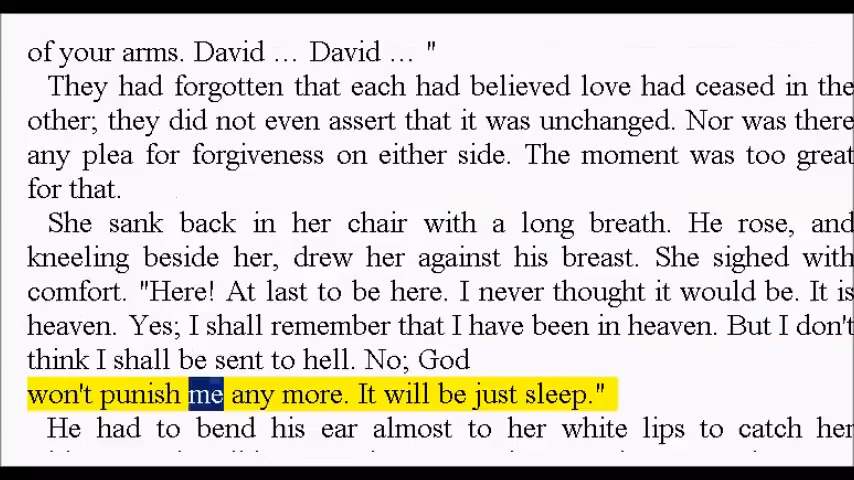 of your arms. David ... David ... "
They had forgotten that each had believed love had ceased in the
other; they did not even assert that it was unchanged. Nor was there
any plea for forgiveness on either side. The moment was too great
for that.
She sank back in her chair with a long breath. He rose, and
kneeling beside her, drew her against his breast. She sighed with
comfort. "Here! At last to be here. I never thought it would be. It is
heaven. Yes; I shall remember that I have been in heaven. But I don't
think I shall be sent to hell. No; God
won't punish me any more. It will be just sleep."
He had to bend his ear almost to her white lips to catch her